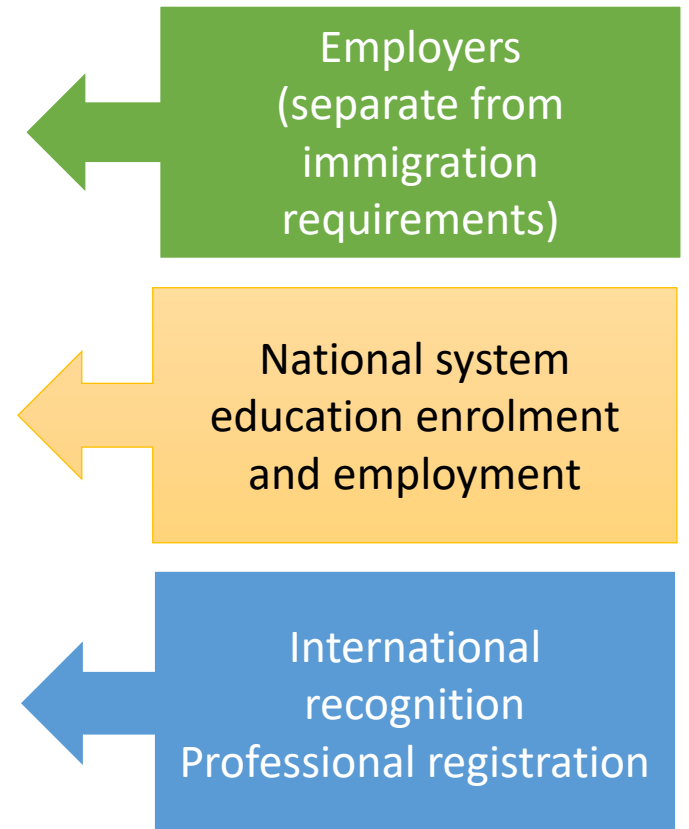 Employers
(separate from
immigration
requirements)
National system
education enrolment
and employment
International
recognition
Professional registration